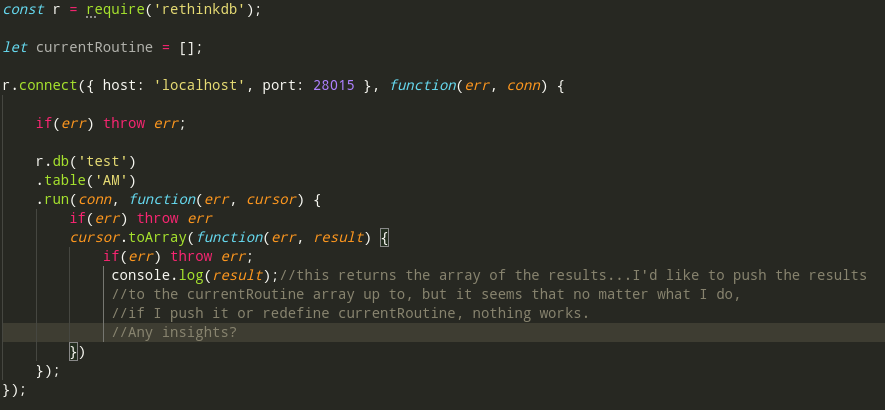 const r = require('rethinkdb');
let currentRoutine = [];
r.connect({ host: 'localhost', port: 28015 }, function(err, conn) {
if(err) throw err;
r.db('test')
.table('AM')
.run(conn, function(err, cursor) {
if(err) throw err
cursor.toArray(function(err, result) {
if(err) throw err;
console.log(result);//this returns the array of the results...I'd like to push the results
//to the currentRoutine array up to, but it seems that no matter what I do,
//if I push it or redefine currentRoutine, nothing works.
//Any insights?
})
});
});